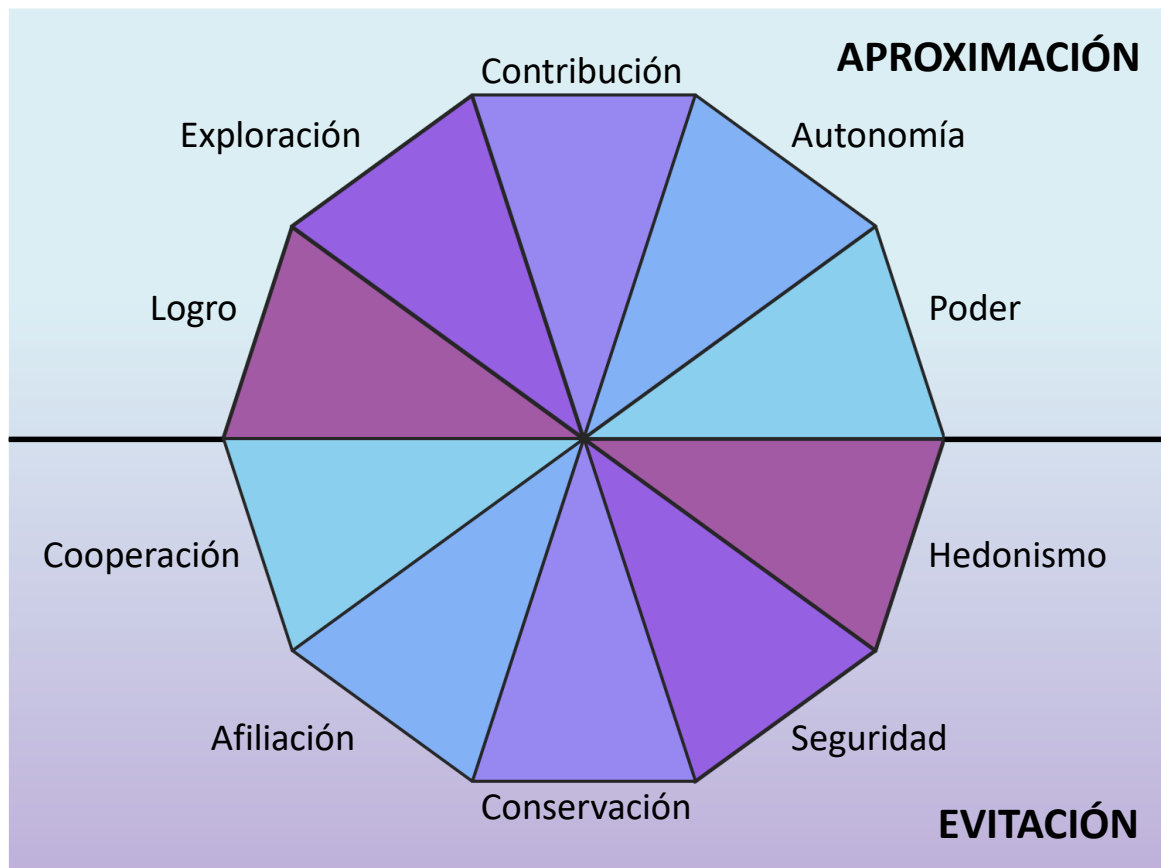 APROXIMACIÓN
Contribución
Exploración
Autonomía
Logro
Poder
Cooperación
Hedonismo
Afiliación
Seguridad
Conservación
EVITACIÓN